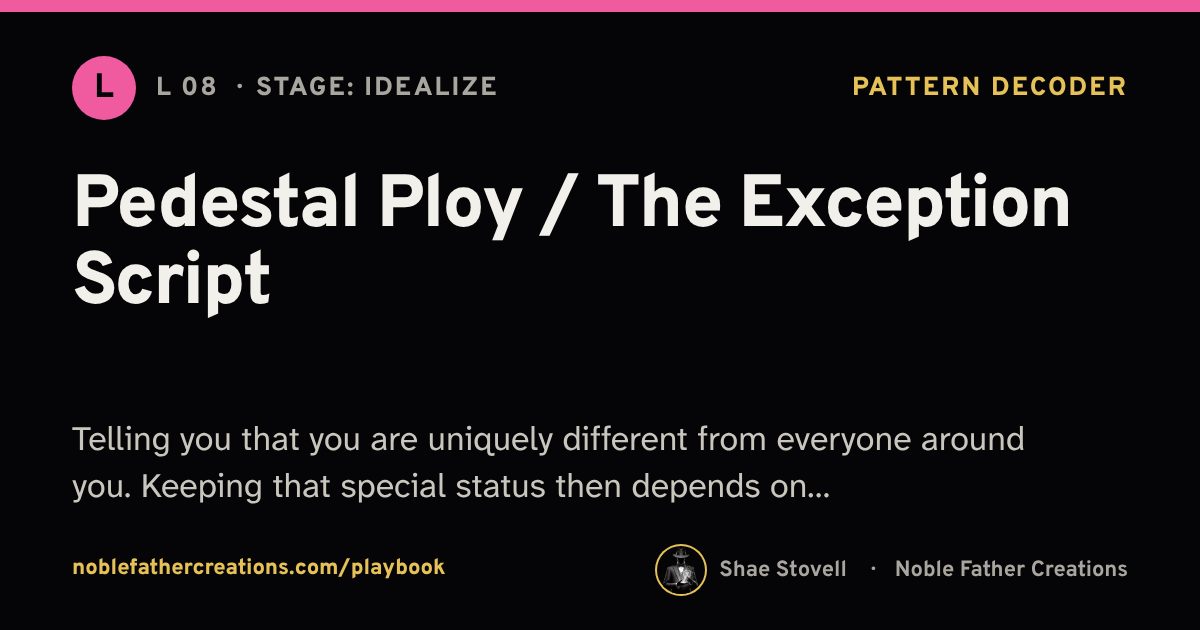 L
L 08 · STAGE: IDEALIZE
PATTERN DECODER
Pedestal Ploy / The Exception
Script
Telling you that you are uniquely different from everyone around
you. Keeping that special status then depends on...
noblefathercreations.com/playbook
Shae Stovell · Noble Father Creations